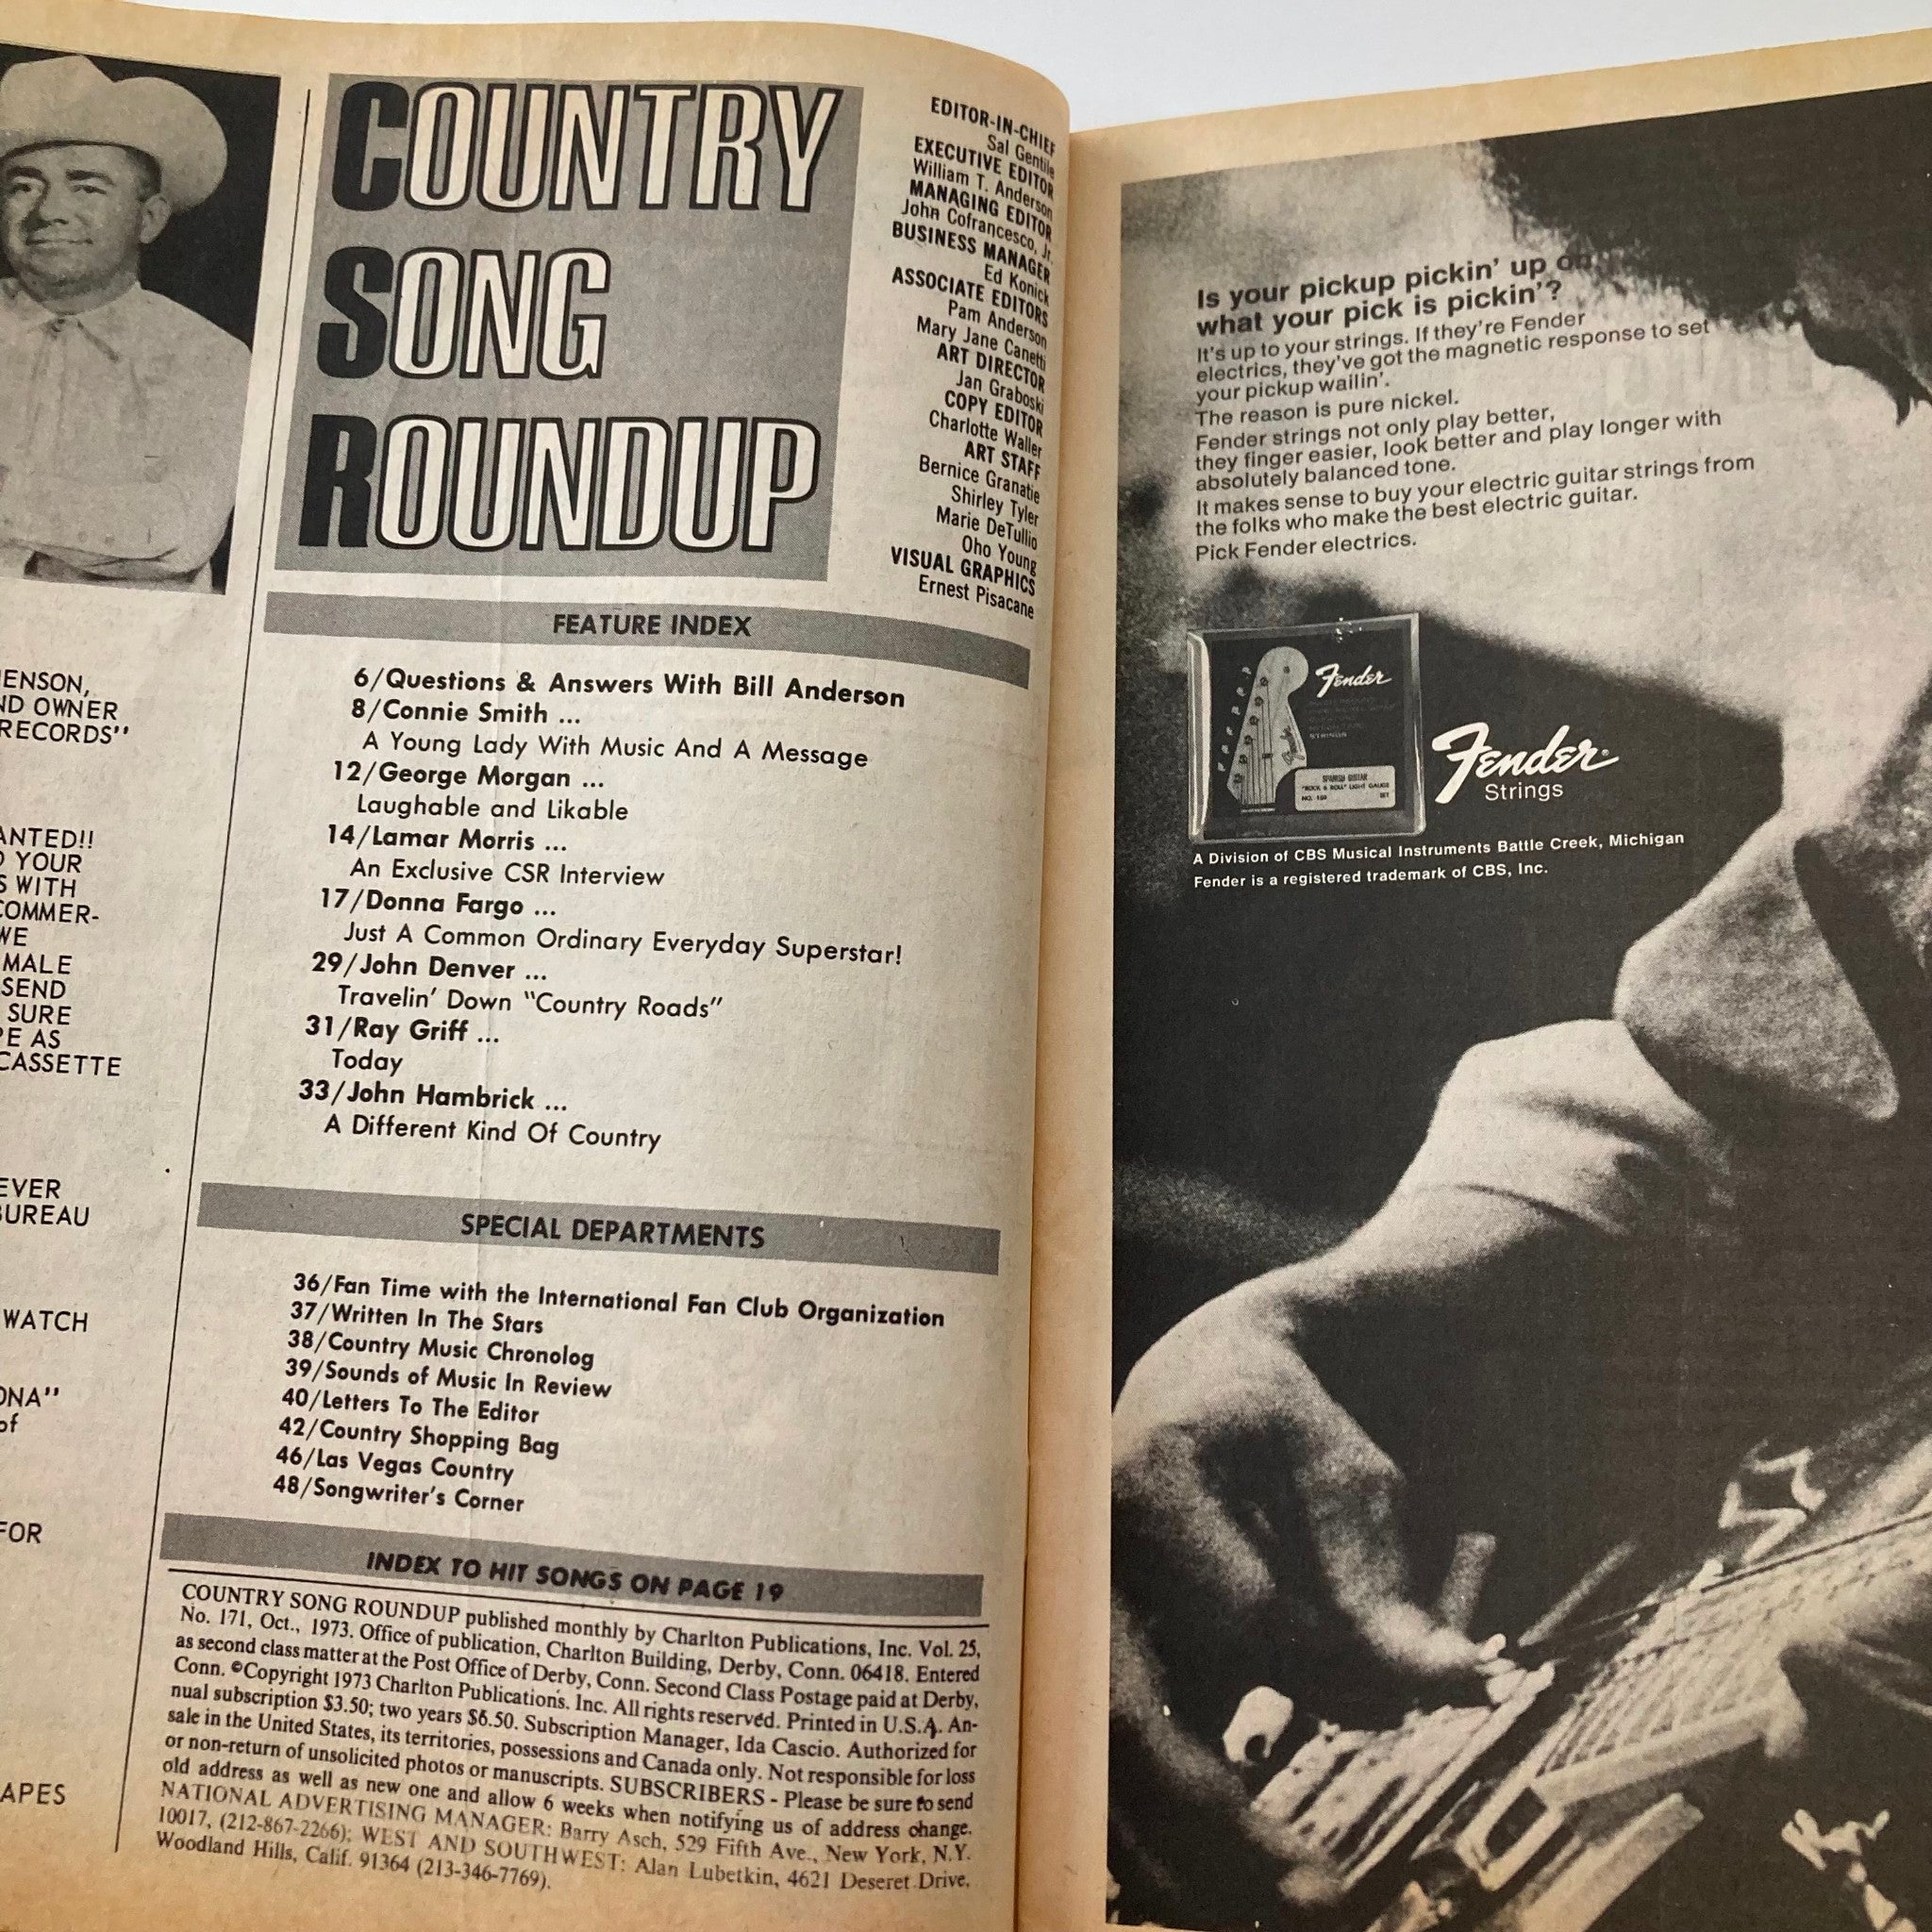 ENSON,
ND OWNER
RECORDS''
ANTED!!
YOUR
S WITH
COMMER-
WE
MALE
SEND
SURE
PE AS
CASSETTE
EVER
BUREAU
WATCH
ONA''
of
FOR
APES
COUNTRY
SONG
ROUNDUP
EDITOR-IN-CHIEF
Sal Gentile
EXECUTIVE EDITOR
William T. Anderson
MANAGING EDITOR
John Cofrancesco, Jr.
BUSINESS MANAGER
Ed Konick
ASSOCIATE EDITORS
Pam Anderson
Mary Jane Canetti
ART DIRECTOR
Jan Graboski
COPY EDITOR
Charlotte Waller
ART STAFF
Bernice Granatie
Shirley Tyler
Marie DeTullio
Oho Young
VISUAL GRAPHICS
Ernest Pisacane
FEATURE INDEX
6/Questions & Answers With Bill Anderson
8/Connie Smith ...
A Young Lady With Music And A Message
12/George Morgan ...
Laughable and Likable
14/Lamar Morris ...
An Exclusive CSR Interview
17/Donna Fargo ...
Just A Common Ordinary Everyday Superstar!
29/John Denver ...
Travelin' Down "Country Roads"
31/Ray Griff ...
Today
33/John Hambrick ...
A Different Kind Of Country
SPECIAL DEPARTMENTS
36/Fan Time with the International Fan Club Organization
37/Written In The Stars
38/Country Music Chronolog
39/Sounds of Music In Review
40/Letters To The Editor
42/Country Shopping Bag
46/Las Vegas Country
48/Songwriter's Corner
INDEX TO HIT SONGS ON PAGE 19
COUNTRY SONG ROUNDUP published monthly by Charlton Publications, Inc. Vol. 25,
No. 171, Oct., 1973. Office of publication, Charlton Building, Derby, Conn. 06418. Entered
as second class matter at the Post Office of Derby, Conn. Second Class Postage paid at Derby,
Conn. ©Copyright 1973 Charlton Publications. Inc. All rights reserved. Printed in U.S.A. An-
nual subscription $3.50; two years $6.50. Subscription Manager, Ida Cascio. Authorized for
sale in the United States, its territories, possessions and Canada only. Not responsible for loss
or non-return of unsolicited photos or manuscripts. SUBSCRIBERS - Please be sure to send
old address as well as new one and allow 6 weeks when notifying us of address change.
NATIONAL ADVERTISING MANAGER: Barry Asch, 529 Fifth Ave., New York, N.Y.
10017, (212-867-2266); WEST AND SOUTHWEST: Alan Lubetkin, 4621 Deseret Drive,
Woodland Hills, Calif. 91364 (213-346-7769).
Is your pickup pickin' up on
what your pick is pickin'?
It's up to your strings. If they're Fender
electrics, they've got the magnetic response to set
your pickup wailin'.
The reason is pure nickel.
Fender strings not only play better,
they finger easier, look better and play longer with
absolutely balanced tone.
It makes sense to buy your electric guitar strings from
the folks who make the best electric guitar.
Pick Fender electrics.
Fender
STRINGS
Fender
SPANISH GUITAR
"ROCK & ROLL" LIGHT GAUGE
NO. 150 SET
Fender®
Strings
A Division of CBS Musical Instruments Battle Creek, Michigan
Fender is a registered trademark of CBS, Inc.